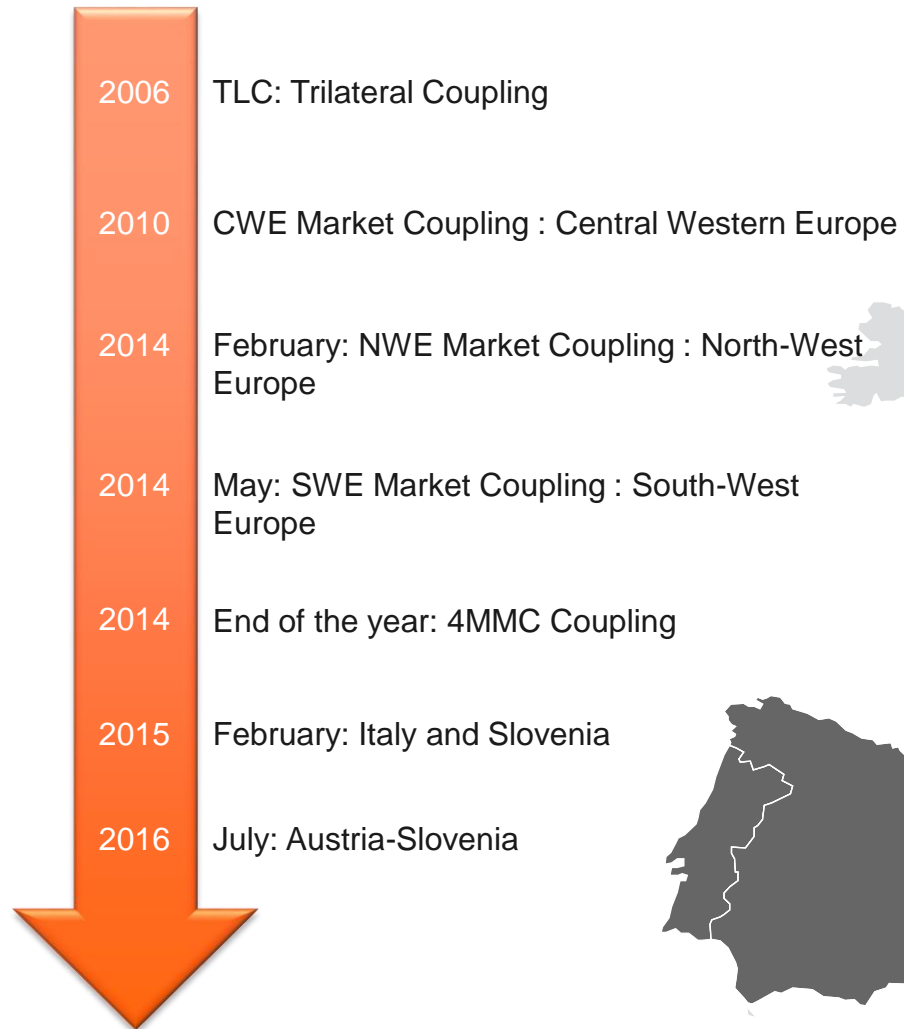 2006 TLC: Trilateral Coupling
2010 CWE Market Coupling : Central Western Europe
2014 February: NWE Market Coupling : North-West
Europe
2014 May: SWE Market Coupling : South-West
Europe
2014 End of the year: 4MMC Coupling
2015 February: Italy and Slovenia
2016 July: Austria-Slovenia